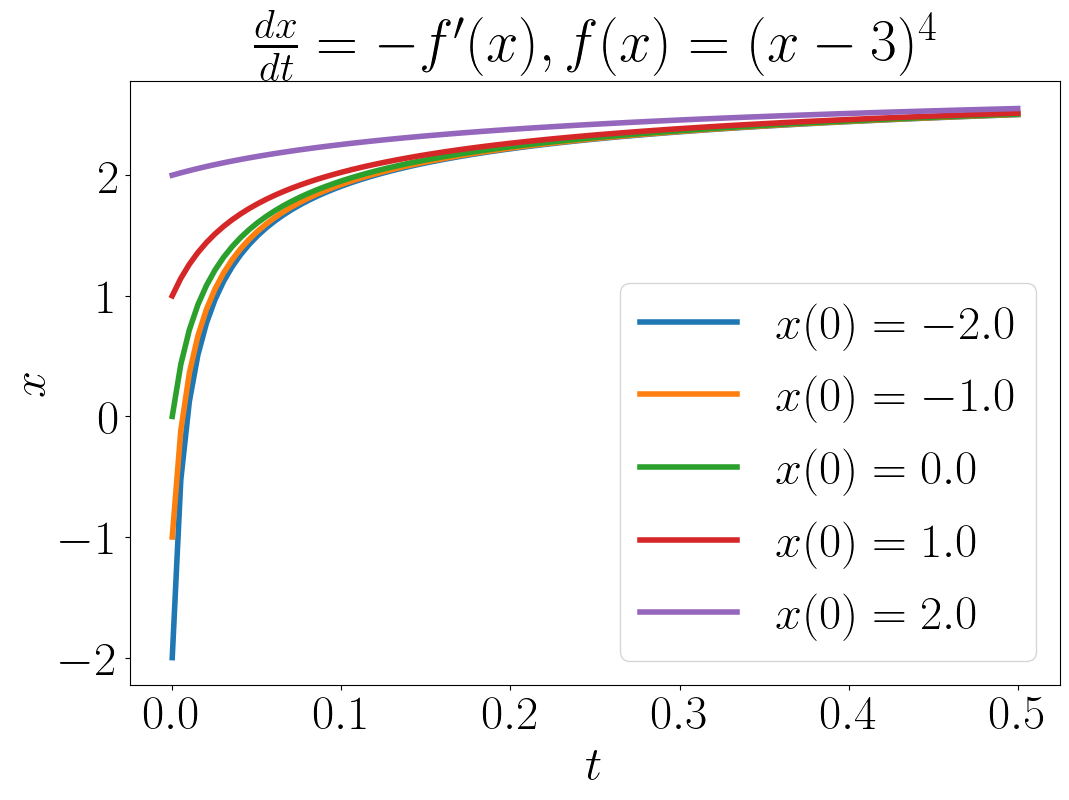 $\frac{dx}{dt} = -f'(x), f(x) = (x-3)^4$
2
1
0
−1
−2
x
x(0) = −2.0
x(0) = −1.0
x(0) = 0.0
x(0) = 1.0
x(0) = 2.0
0.0 0.1 0.2 0.3 0.4 0.5
t